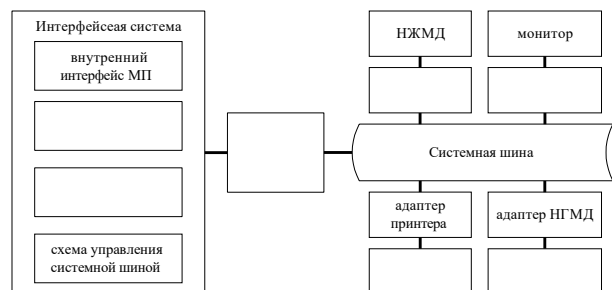 Интерфейсеая система
внутренний
интерфейс МП
схема управления
системной шиной
НЖМД
монитор
Системная шина
адаптер
принтера
адаптер НГМД